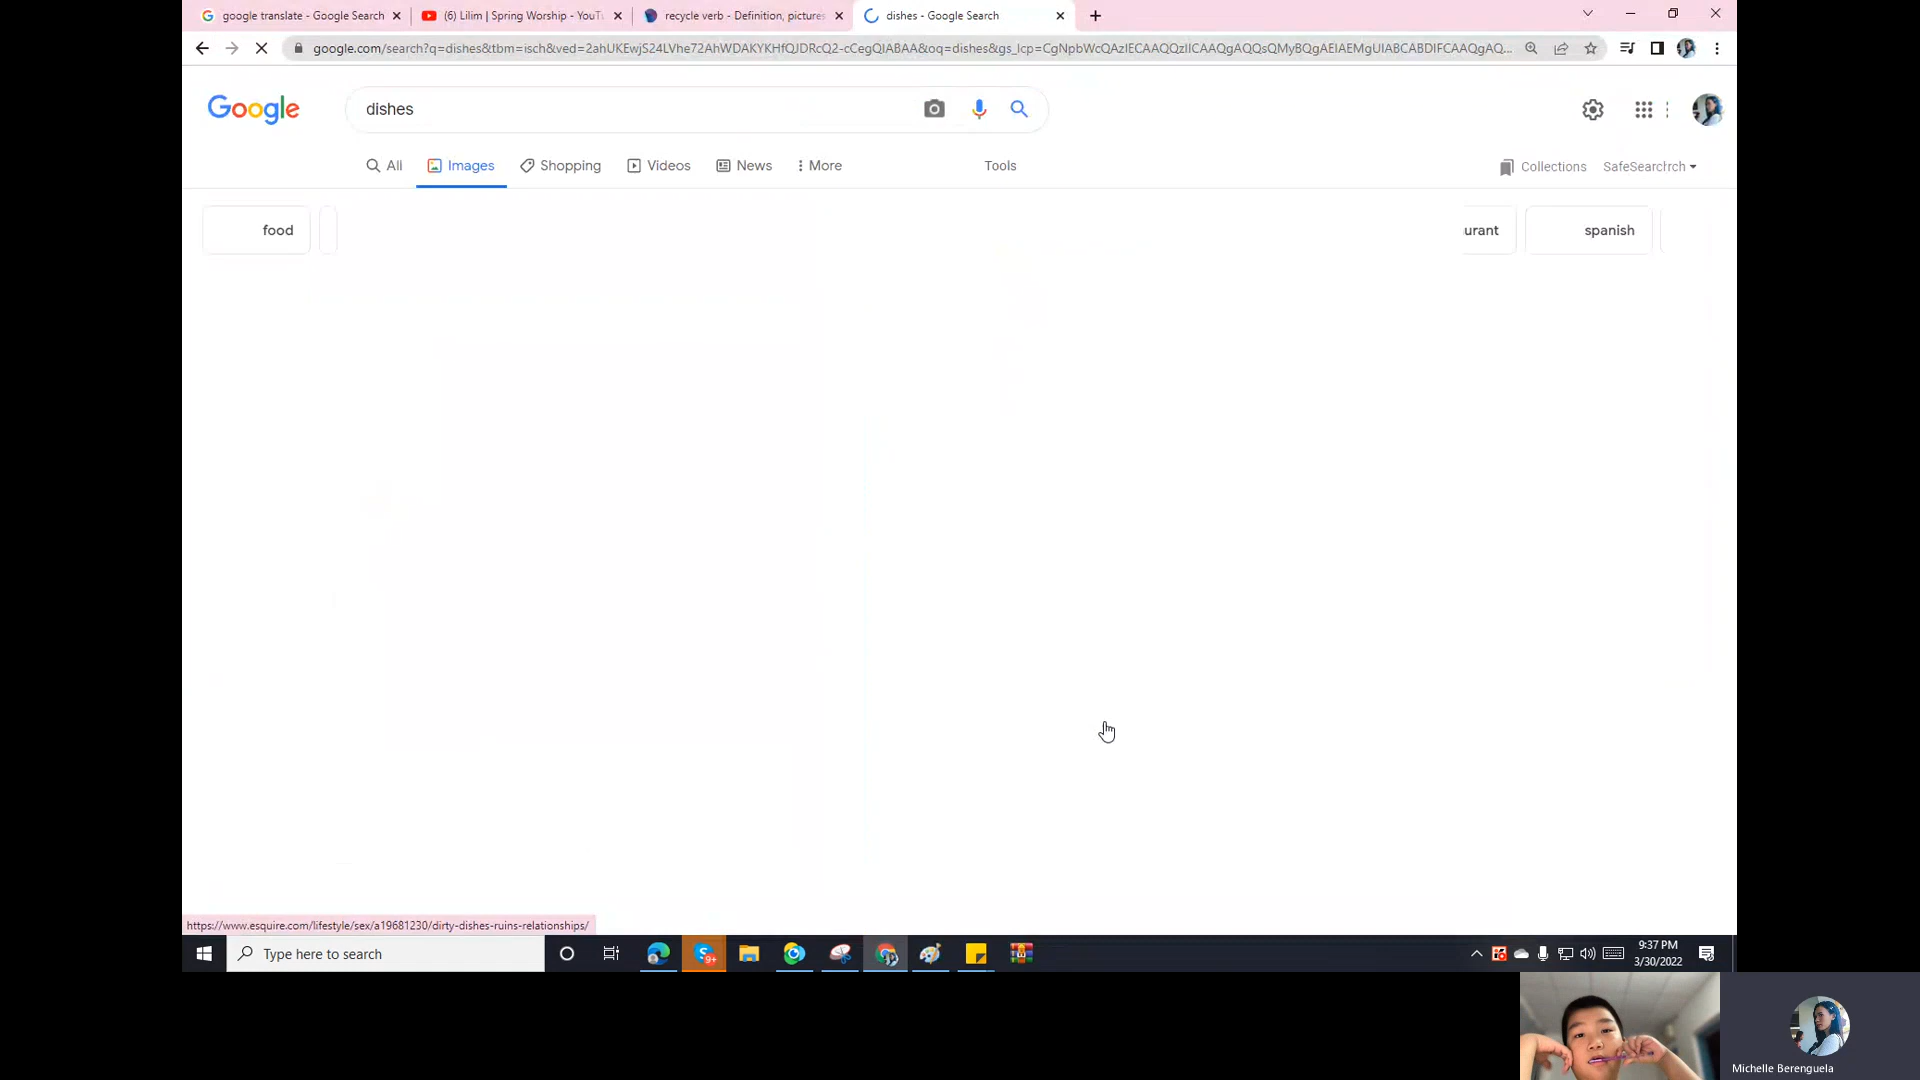 google translate - Google Search
(6) Lilim | Spring Worship - YouTu
recycle verb - Definition, pictures
dishes - Google Search
google.com/search?q=dishes&tbm=isch&ved=2ahUKEwjS24LVhe72AhWDAKYKHfQJDRcQ2-cCegQIABAA&oq=dishes&gs_lcp=CgNpbWcQAzIECAAQQzIICAAQgAQQsQMyBQgAEIAEMgUIABCABDIFCAAQgAQ...
Google
dishes
All
Images
Shopping
Videos
News
More
Tools
Collections
food
urant
spanish
https://www.esquire.com/lifestyle/sex/a19681230/dirty-dishes-ruins-relationships/
Type here to search
9+
9:37 PM
3/30/2022
Michelle Berenguela